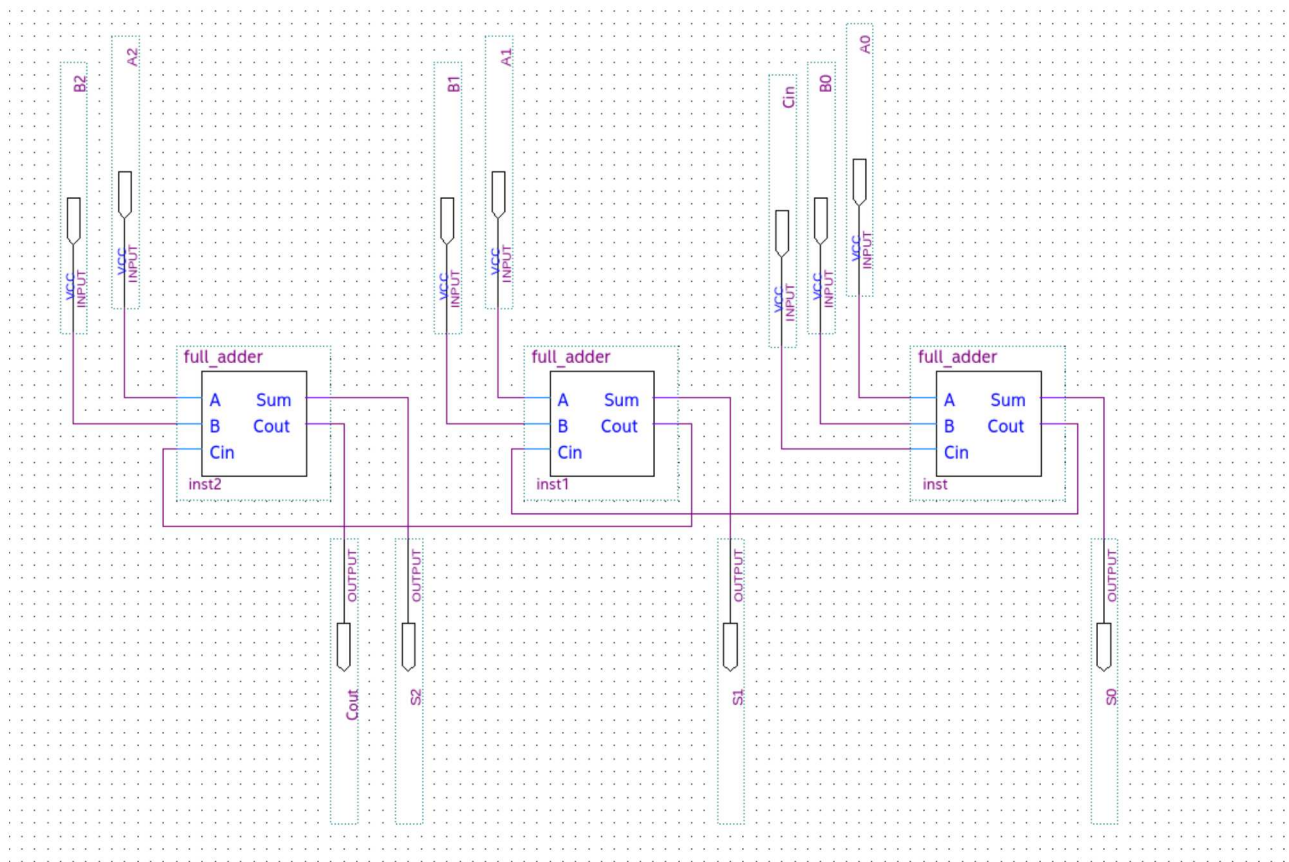 A0
A2
A1
B2
B1
B0
Cin
VCC
INPUT
VCC
INPUT
VCC
INPUT
VCC
INPUT
VCC
INPUT
VCC
INPUT
VCC
INPUT
full_adder
A Sum
B Cout
Cin
inst2
full_adder
A Sum
B Cout
Cin
inst1
full_adder
A Sum
B Cout
Cin
inst
OUTPUT
OUTPUT
OUTPUT
OUTPUT
Cout
S2
S1
S0